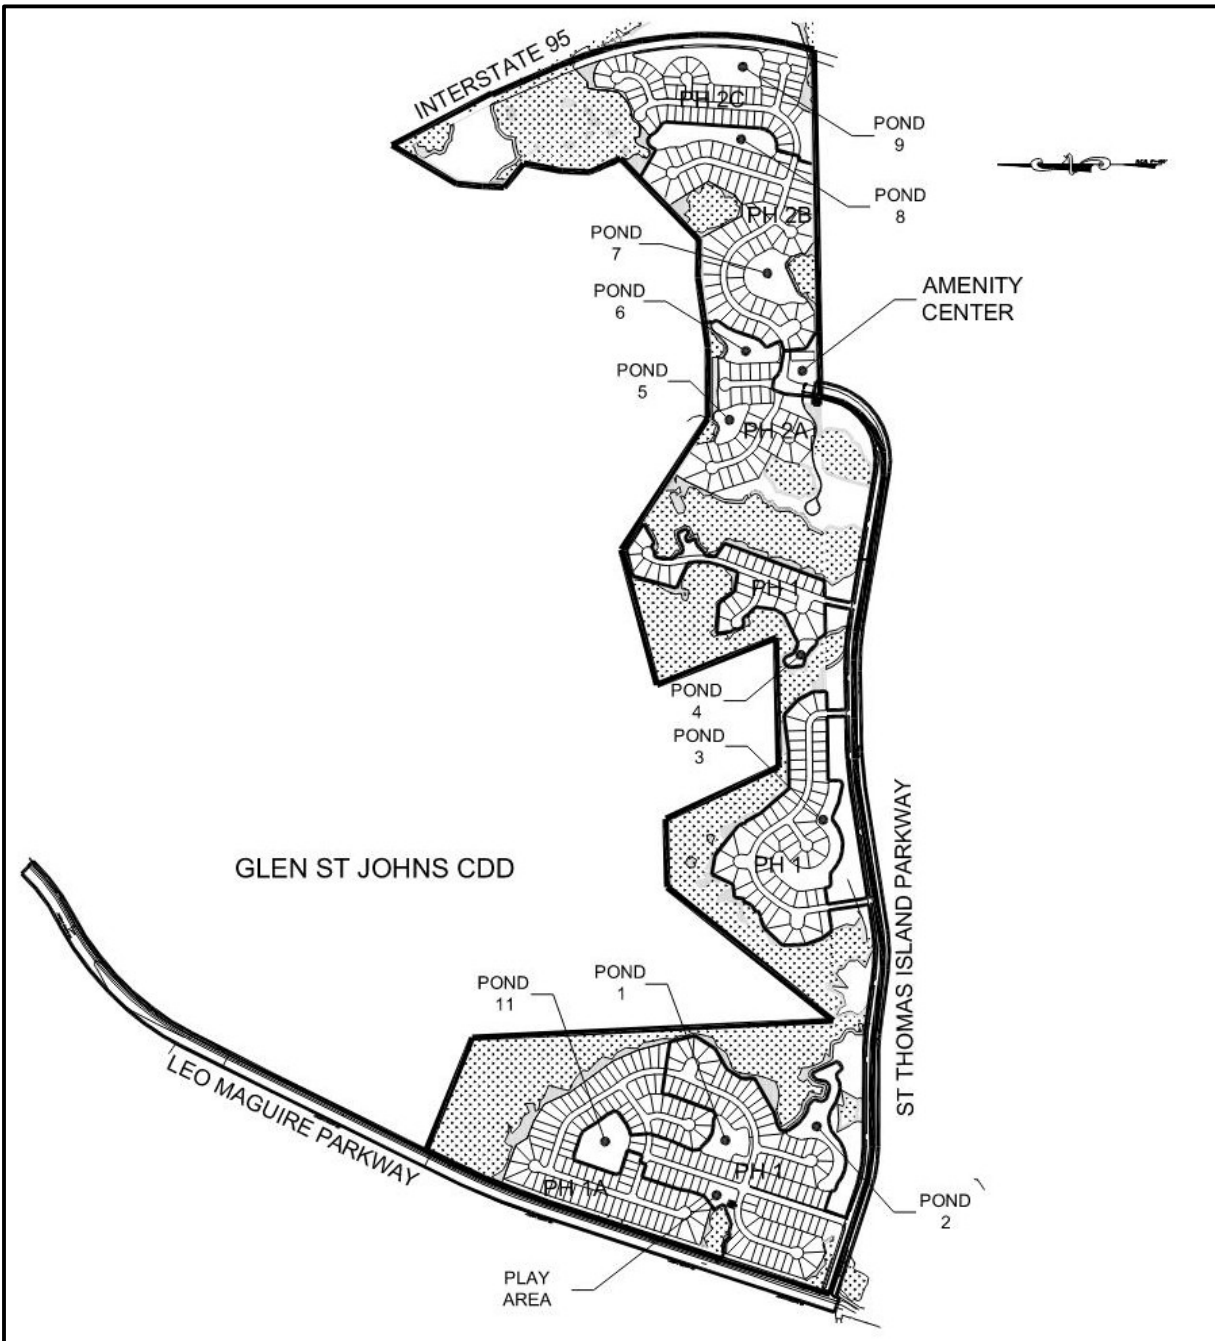 INTERSTATE 95
PH 2C
POND
9
POND
8
PH 2B
POND
7
POND
6
AMENITY
CENTER
POND
5
PH 2A
PH 1
POND
4
POND
3
ST THOMAS ISLAND PARKWAY
PH 1
GLEN ST JOHNS CDD
POND
1
POND
11
LEO MAGUIRE PARKWAY
PH 1
PH 1A
POND
2
PLAY
AREA